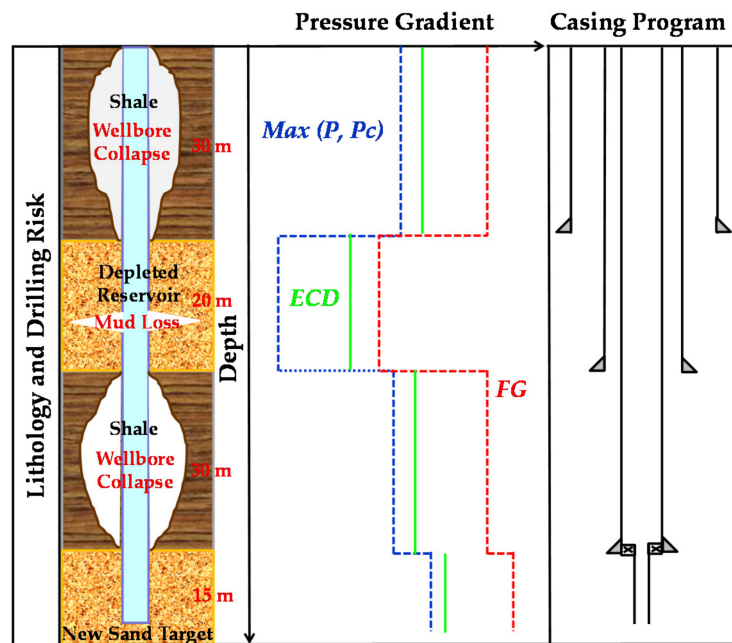 Pressure Gradient
Casing Program
Lithology and Drilling Risk
Shale
Wellbore
Collapse
30 m
Depleted
Reservoir
20 m
Mud Loss
Shale
Wellbore
Collapse
30 m
15 m
New Sand Target
Depth
Max (P, Pc)
ECD
FG